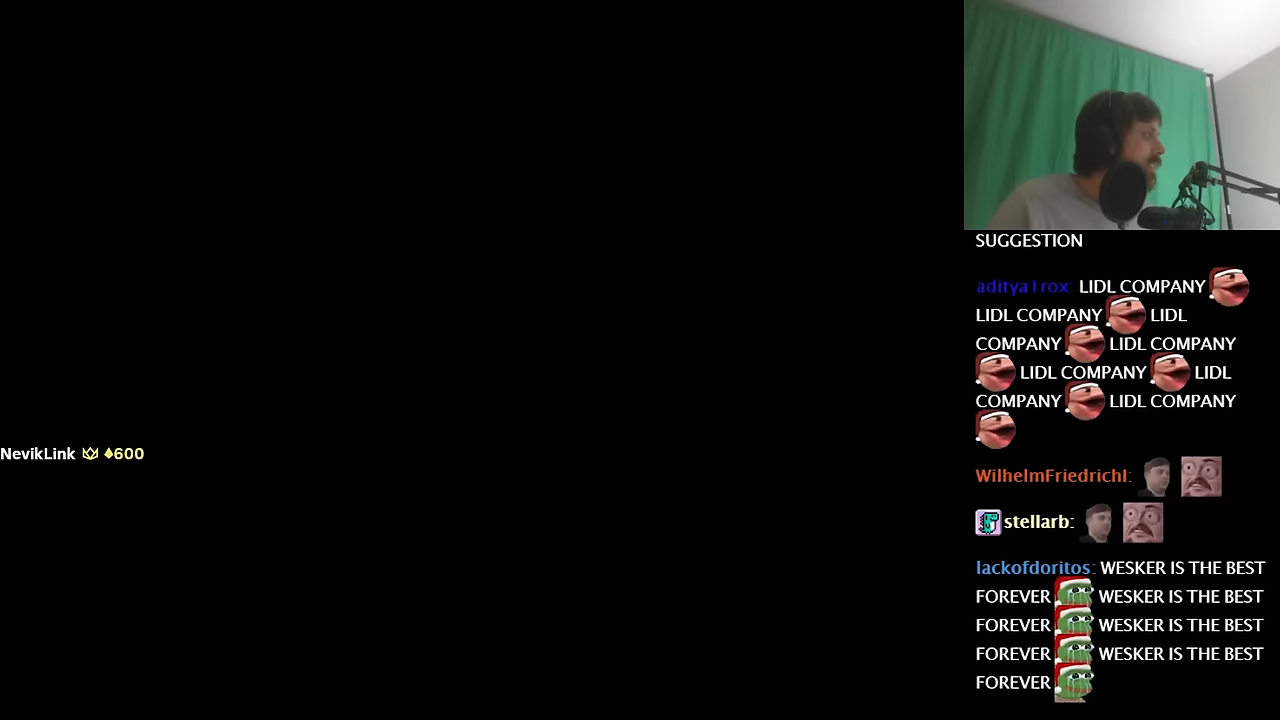 SUGGESTION
aditya1rox: LIDL COMPANY
LIDL COMPANY LIDL
COMPANY LIDL COMPANY
LIDL COMPANY LIDL
COMPANY LIDL COMPANY
NevikLink 600
WilhelmFriedrichI:
stellarb:
lackofdoritos: WESKER IS THE BEST
FOREVER WESKER IS THE BEST
FOREVER WESKER IS THE BEST
FOREVER WESKER IS THE BEST
FOREVER